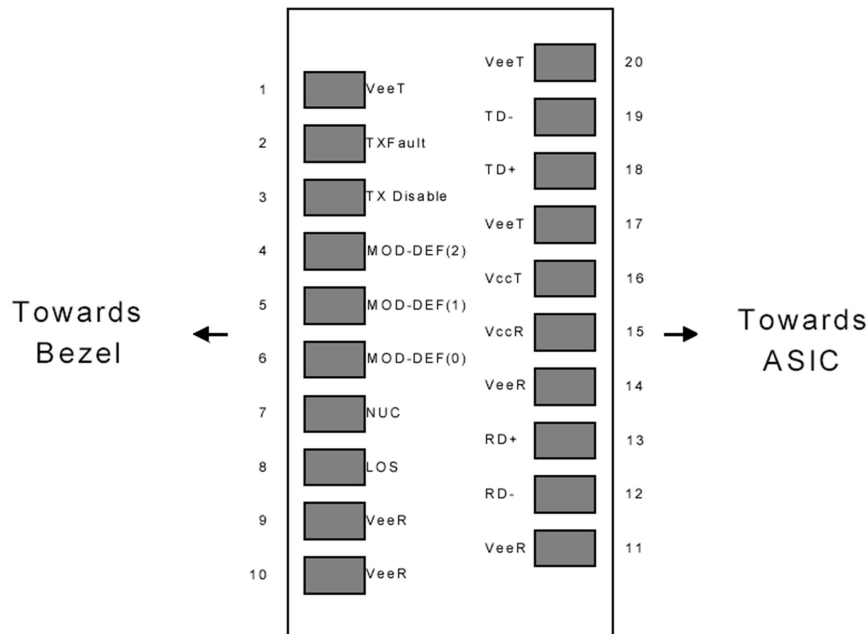 VeeT 20
1 VeeT
TD- 19
2 TXFault
TD+ 18
3 TX Disable
VeeT 17
4 MOD-DEF(2)
VccT 16
5 MOD-DEF(1)
Towards
Bezel
VccR 15
Towards
ASIC
6 MOD-DEF(0)
VeeR 14
7 NUC
RD+ 13
8 LOS
RD- 12
9 VeeR
VeeR 11
10 VeeR